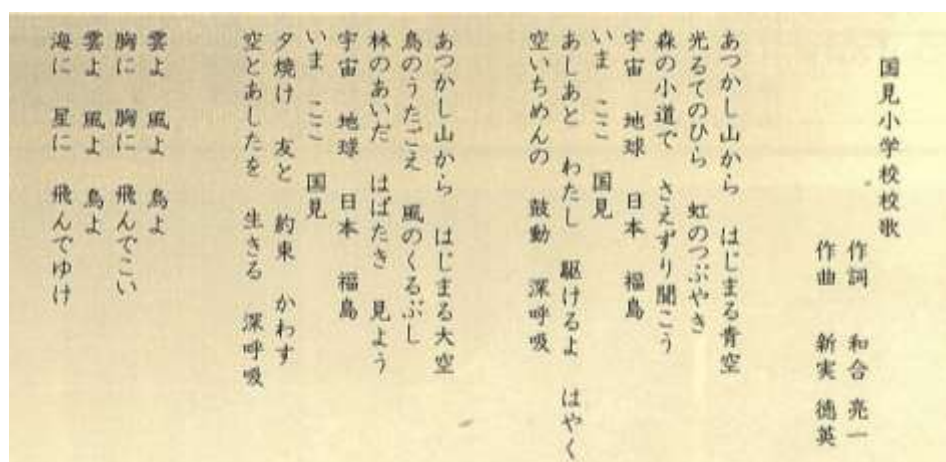 国見小学校校歌
作詞　和合 亮一
作曲　新実 徳英
あつかし山から　はじまる青空
光るてのひら　虹のつぶやき
森の小道で　さえずり聞こう
宇宙　地球　日本　福島
いま　ここ　国見
あしあと　わたし　駆けるよ　はやく
空いちめんの　鼓動　深呼吸
あつかし山から　はじまる大空
鳥のうたごえ　風のくるぶし
林のあいだ　はばたき　見よう
宇宙　地球　日本　福島
いま　ここ　国見
夕焼け　友と　約束　かわす
空とあしたを　生きる　深呼吸
雲よ　風よ　鳥よ
胸に　胸に　飛んでこい
雲よ　風よ　鳥よ
海に　星に　飛んでゆけ